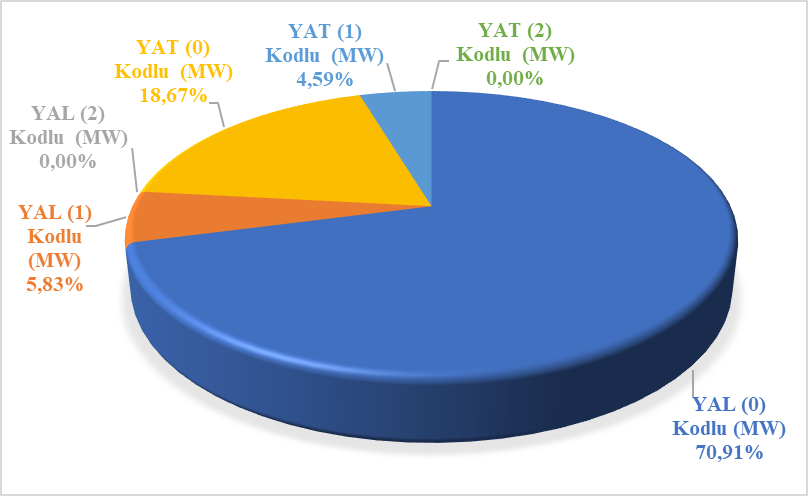 YAT (0)
Kodlu (MW)
18,67%
YAT (1)
Kodlu (MW)
4,59%
YAT (2)
Kodlu (MW)
0,00%
YAL (2)
Kodlu (MW)
0,00%
YAL (1)
Kodlu
(MW)
5,83%
YAL (0)
Kodlu (MW)
70,91%